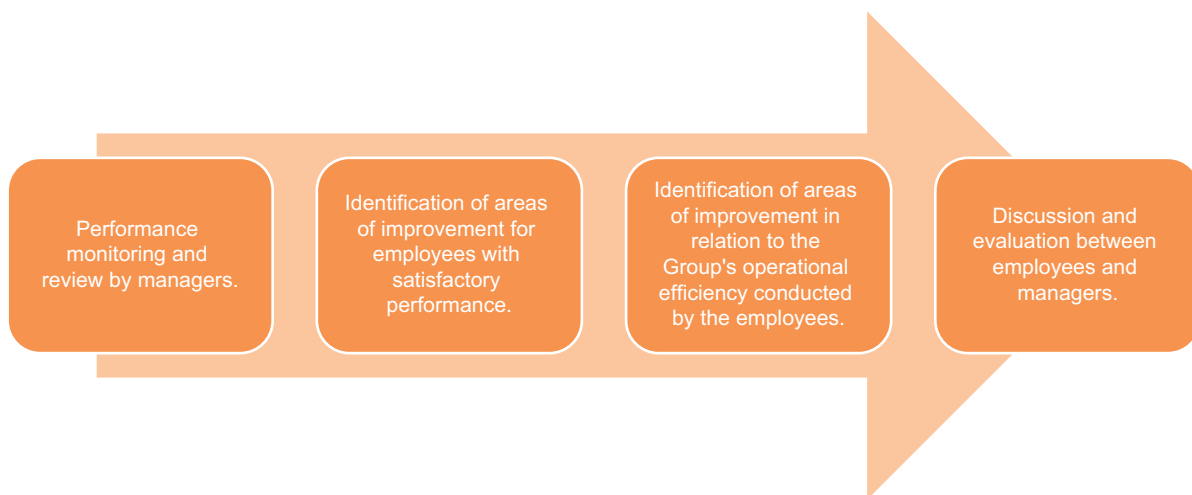 Performance
monitoring and
review by managers.
Identification of areas
of improvement for
employees with
satisfactory
performance.
Identification of areas
of improvement in
relation to the
Group's operational
efficiency conducted
by the employees.
Discussion and
evaluation between
employees and
managers.